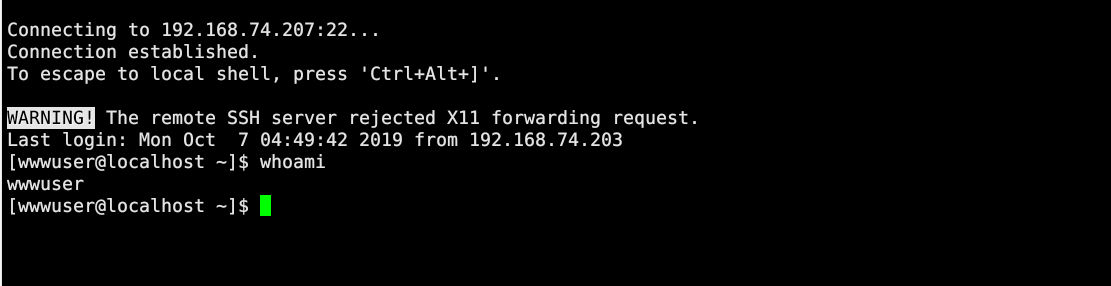 Connecting to 192.168.74.207:22...
Connection established.
To escape to local shell, press 'Ctrl+Alt+]'.
WARNING! The remote SSH server rejected X11 forwarding request.
Last login: Mon Oct  7 04:49:42 2019 from 192.168.74.203
[wwwuser@localhost ~]$ whoami
wwwuser
[wwwuser@localhost ~]$